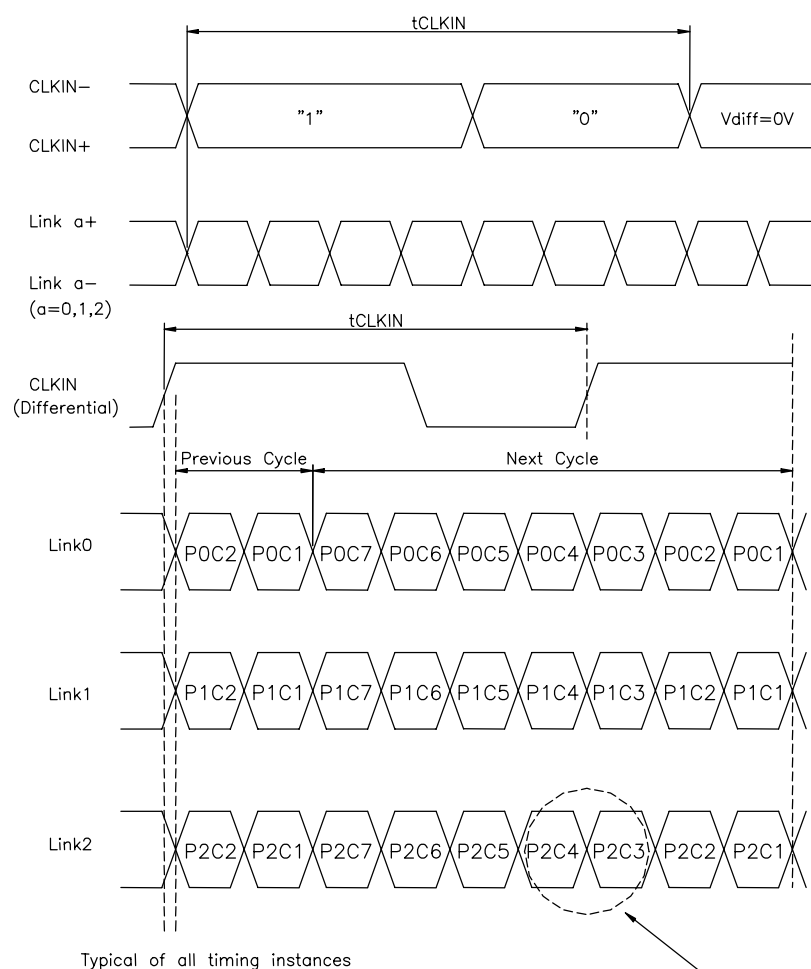 tCLKIN
CLKIN−
"1"
"0"
Vdiff=0V
CLKIN+
Link a+
Link a−
(a=0,1,2)
tCLKIN
CLKIN
(Differential)
Previous Cycle
Next Cycle
Link0
P0C2 P0C1 P0C7 P0C6 P0C5 P0C4 P0C3 P0C2 P0C1
Link1
P1C2 P1C1 P1C7 P1C6 P1C5 P1C4 P1C3 P1C2 P1C1
Link2
P2C2 P2C1 P2C7 P2C6 P2C5 P2C4 P2C3 P2C2 P2C1
Typical of all timing instances